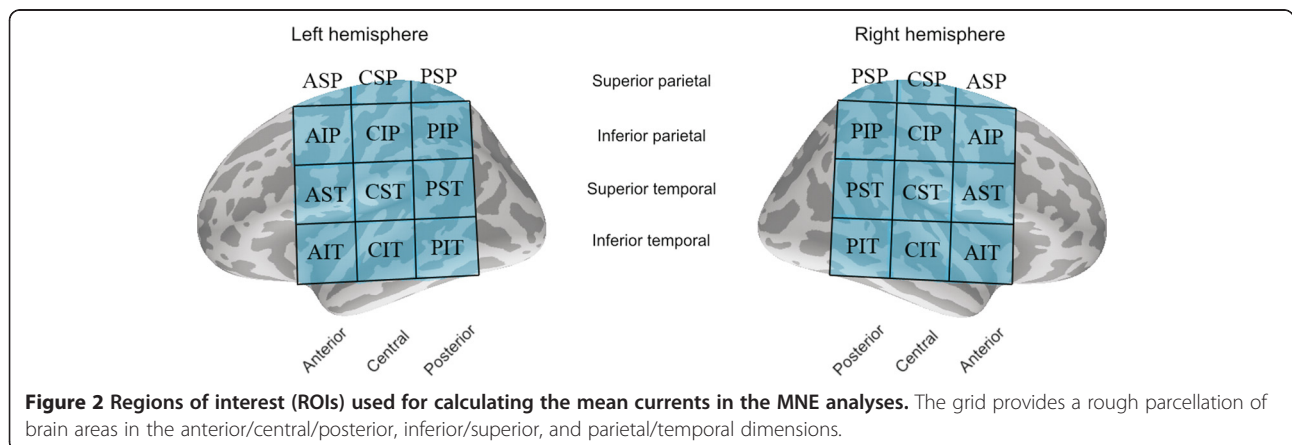 Left hemisphere Right hemisphere
ASP CSP PSP Superior parietal PSP CSP ASP
AIP CIP PIP Inferior parietal PIP CIP AIP
AST CST PST Superior temporal PST CST AST
AIT CIT PIT Inferior temporal PIT CIT AIT
Anterior Central Posterior Posterior Central Anterior
Figure 2 Regions of interest (ROIs) used for calculating the mean currents in the MNE analyses. The grid provides a rough parcellation of
brain areas in the anterior/central/posterior, inferior/superior, and parietal/temporal dimensions.